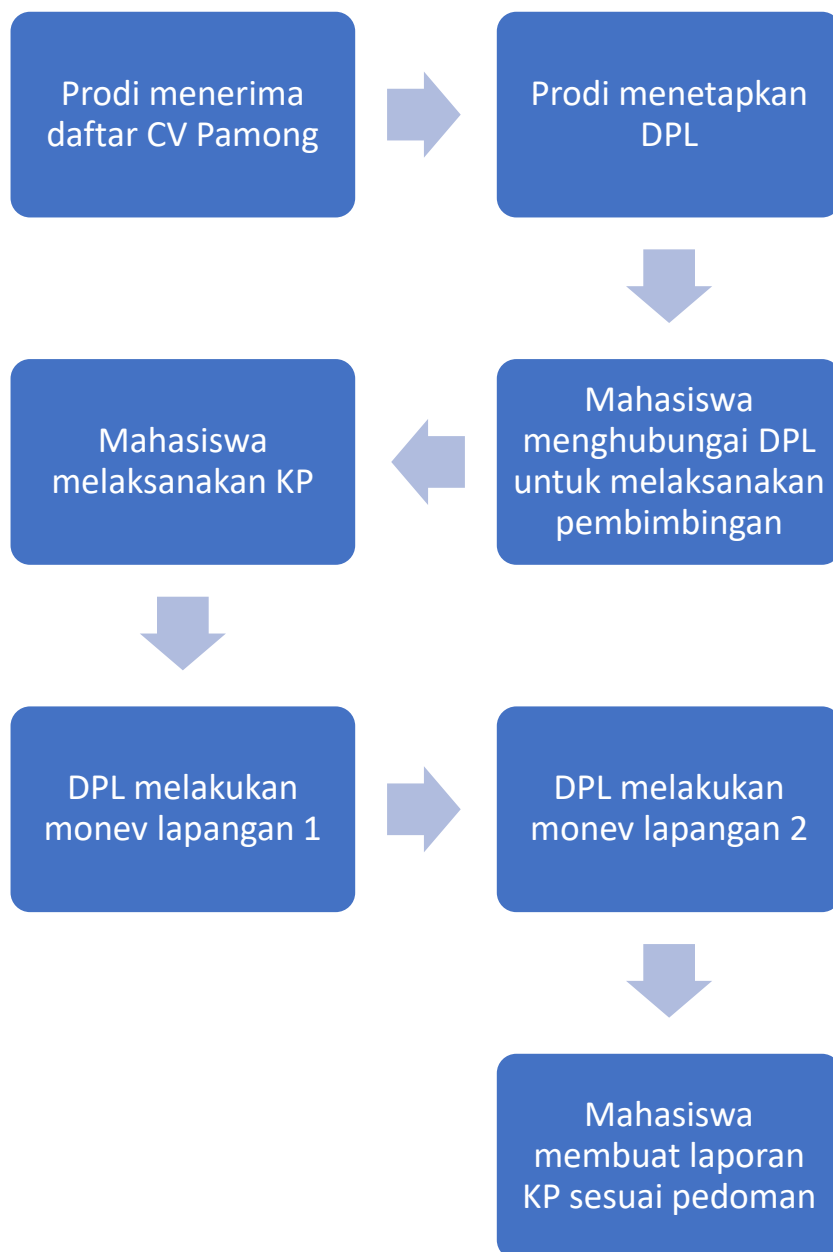 Prodi menerima
daftar CV Pamong
Prodi menetapkan
DPL
Mahasiswa
menghubungai DPL
untuk melaksanakan
pembimbingan
Mahasiswa
melaksanakan KP
DPL melakukan
monev lapangan 1
DPL melakukan
monev lapangan 2
Mahasiswa
membuat laporan
KP sesuai pedoman